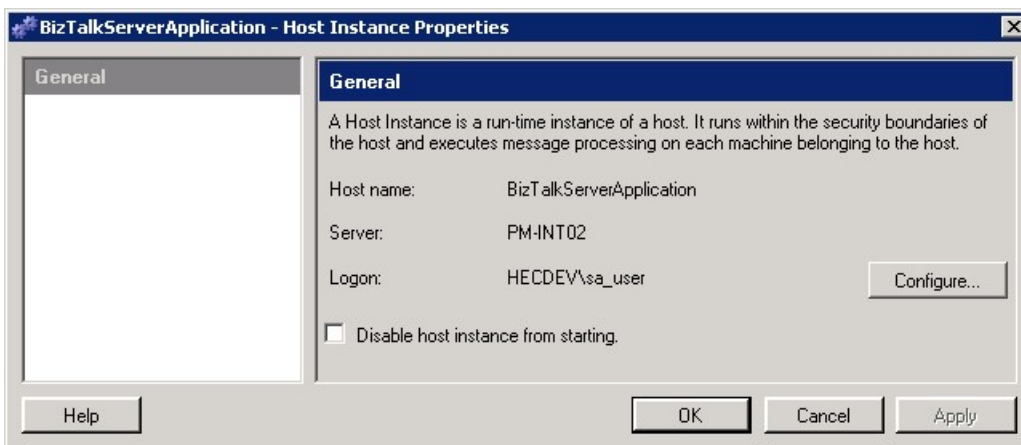 BizTalkServerApplication - Host Instance Properties
General
General
A Host Instance is a run-time instance of a host. It runs within the security boundaries of
the host and executes message processing on each machine belonging to the host.
Host name: BizTalkServerApplication
Server: PM-INT02
Logon: HECDEV\sa_user
Configure...
Disable host instance from starting.
Help
OK
Cancel
Apply